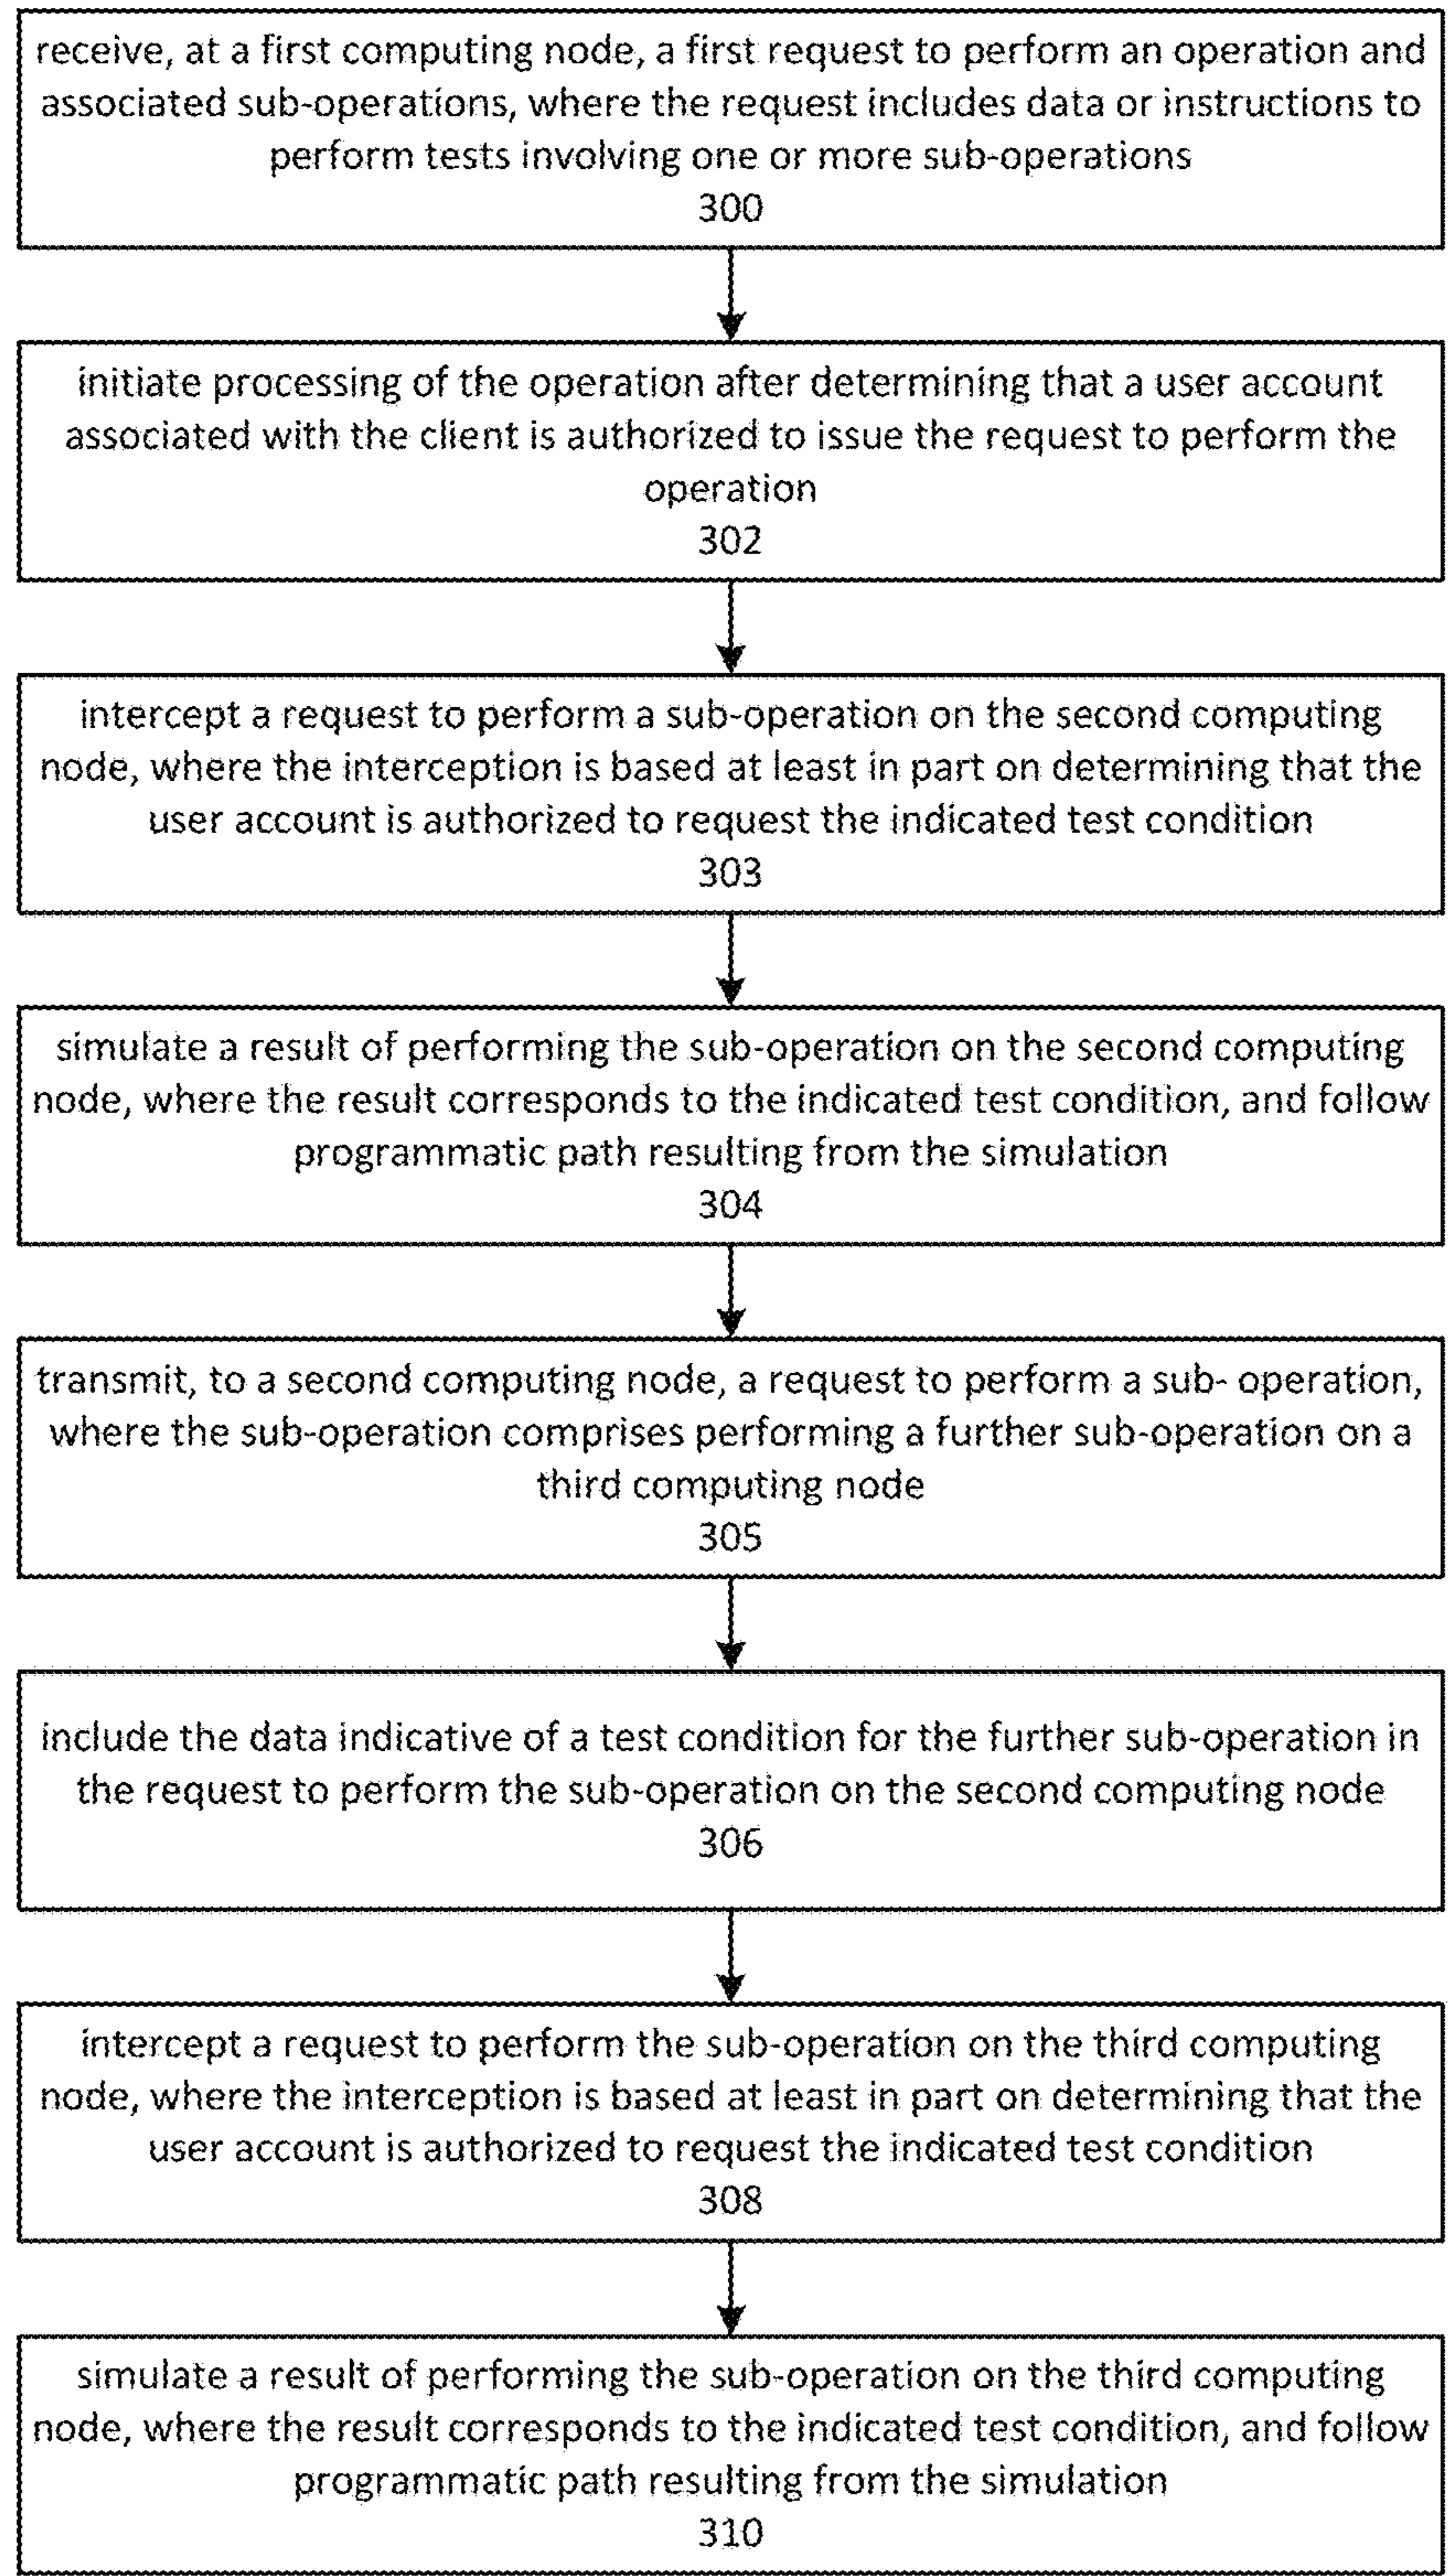 receive, at a first computing node, a first request to perform an operation and
associated sub-operations, where the request includes data or instructions to
perform tests involving one or more sub-operations
300
initiate processing of the operation after determining that a user account
associated with the client is authorized to issue the request to perform the
operation
302
intercept a request to perform a sub-operation on the second computing
node, where the interception is based at least in part on determining that the
user account is authorized to request the indicated test condition
303
simulate a result of performing the sub-operation on the second computing
node, where the result corresponds to the indicated test condition, and follow
programmatic path resulting from the simulation
304
transmit, to a second computing node, a request to perform a sub- operation,
where the sub-operation comprises performing a further sub-operation on a
third computing node
305
include the data indicative of a test condition for the further sub-operation in
the request to perform the sub-operation on the second computing node
306
intercept a request to perform the sub-operation on the third computing
node, where the interception is based at least in part on determining that the
user account is authorized to request the indicated test condition
308
simulate a result of performing the sub-operation on the third computing
node, where the result corresponds to the indicated test condition, and follow
programmatic path resulting from the simulation
310